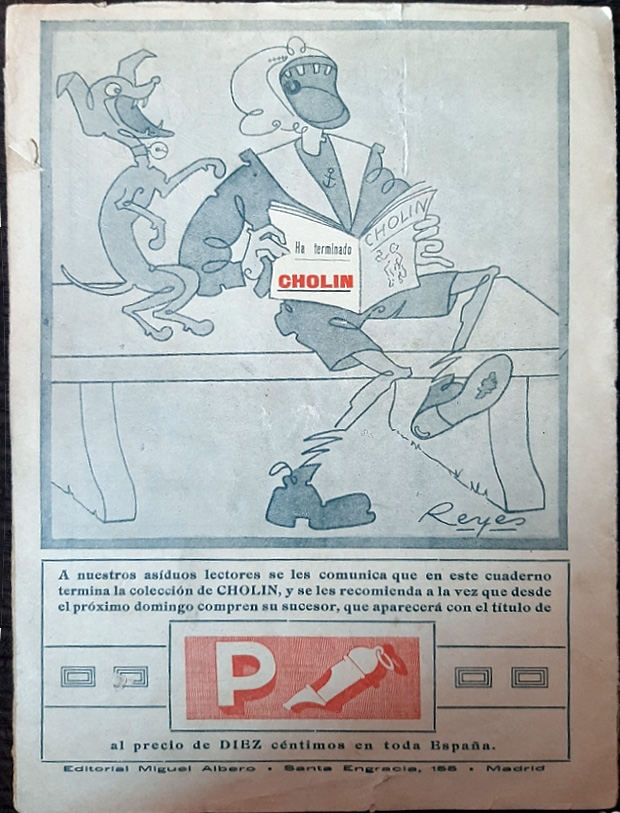 Ha terminado
CHOLIN
CHOLIN
Reyes
A nuestros asíduos lectores se les comunica que en este cuaderno
termina la colección de CHOLIN, y se les recomienda a la vez que desde
el próximo domingo compren su sucesor, que aparecerá con el título de
P
al precio de DIEZ céntimos en toda España.
Editorial Miguel Albero • Santa Engracia, 155 • Madrid